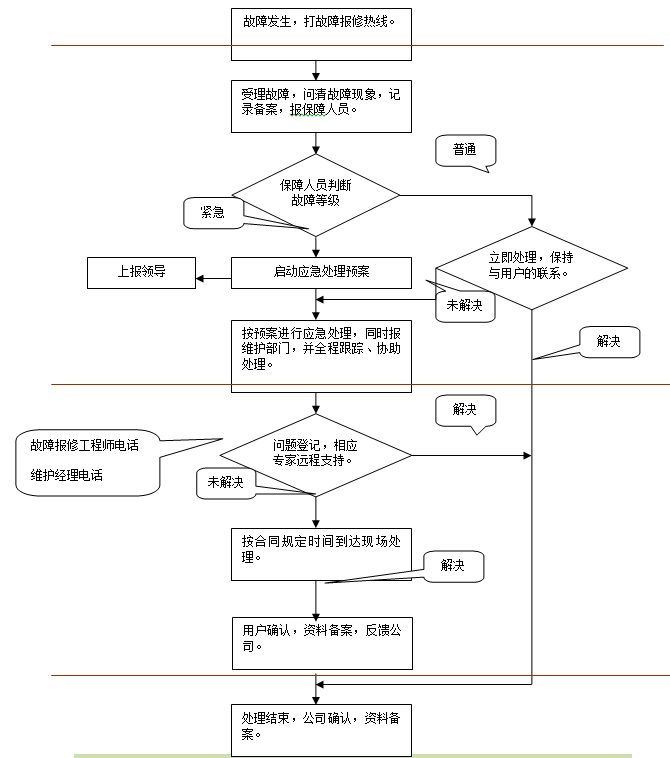 故障发生，打故障报修热线。
受理故障，问清故障现象，记
录备案，报保障人员。
普通
保障人员判断
故障等级
紧急
立即处理，保持
与用户的联系。
上报领导
启动应急处理预案
未解决
按预案进行应急处理，同时报
维护部门，并全程跟踪、协助
处理。
解决
解决
故障报修工程师电话
维护经理电话
问题登记，相应
专家远程支持。
未解决
按合同规定时间到达现场处
理。
解决
用户确认，资料备案，反馈公
司。
处理结束，公司确认，资料备
案。